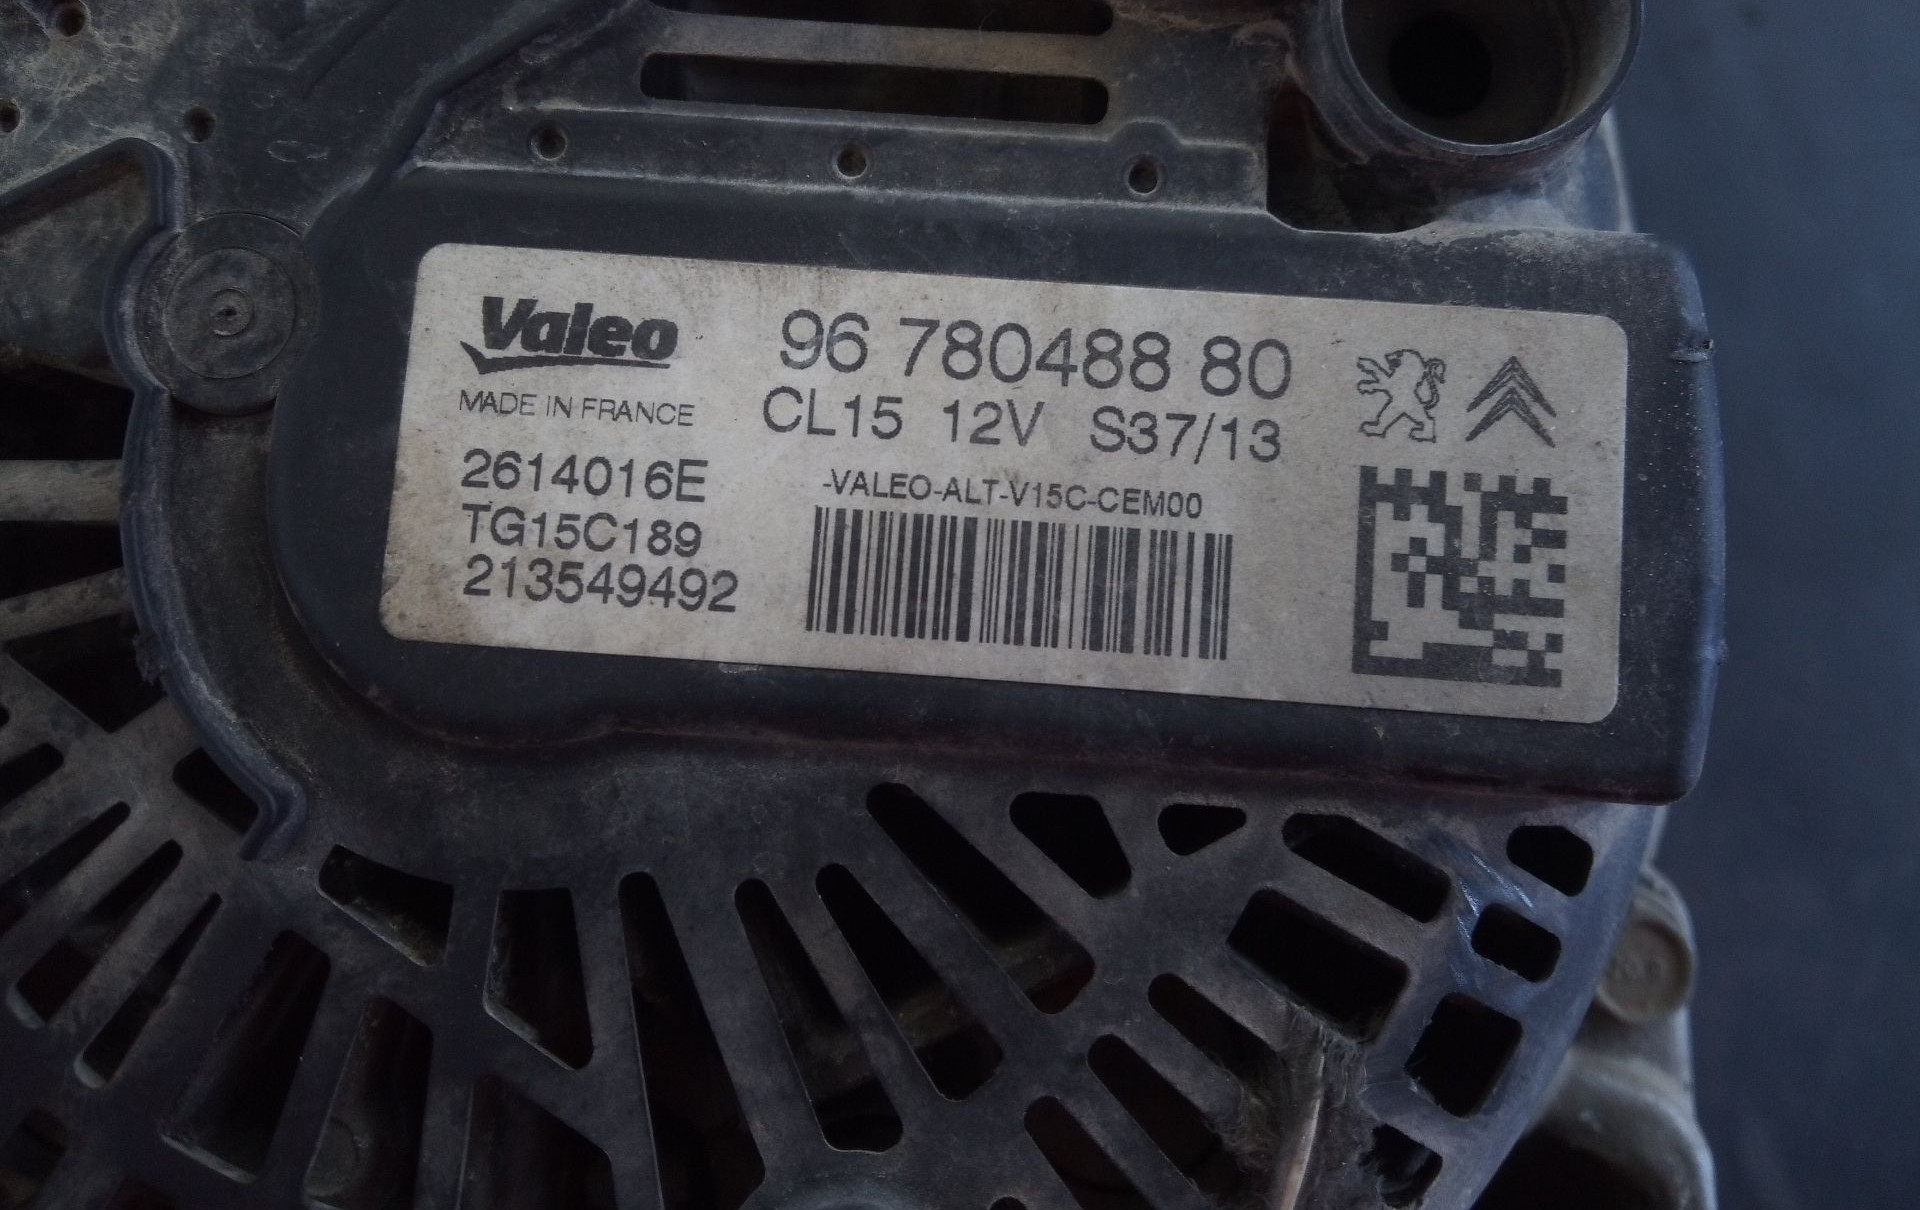 Valeo
MADE IN FRANCE
2614016E
TG15C189
213549492
96 780488 80
CL15 12V S37/13
-VALEO-ALT-V15C-CEM00